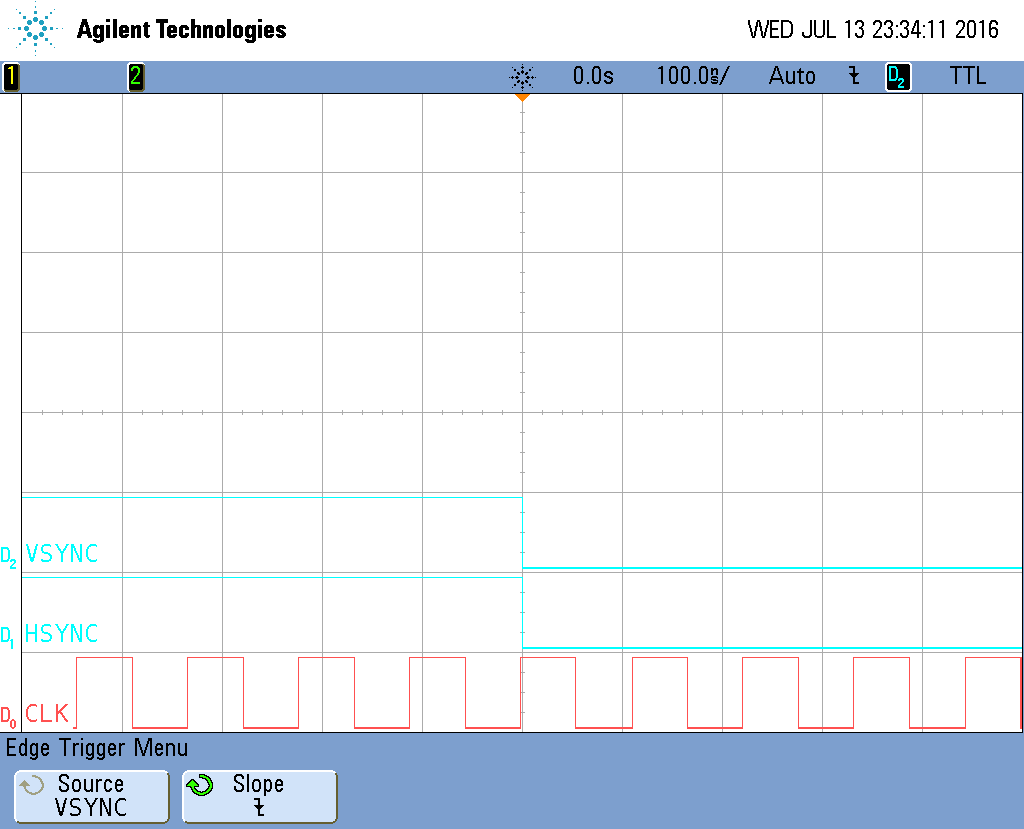 Agilent Technologies
WED JUL 13 23:34:11 2016
1 2 0.0s 100.0ns/ Auto D2 TTL
D2 VSYNC
D1 HSYNC
D0 CLK
Edge Trigger Menu
Source Slope
VSYNC